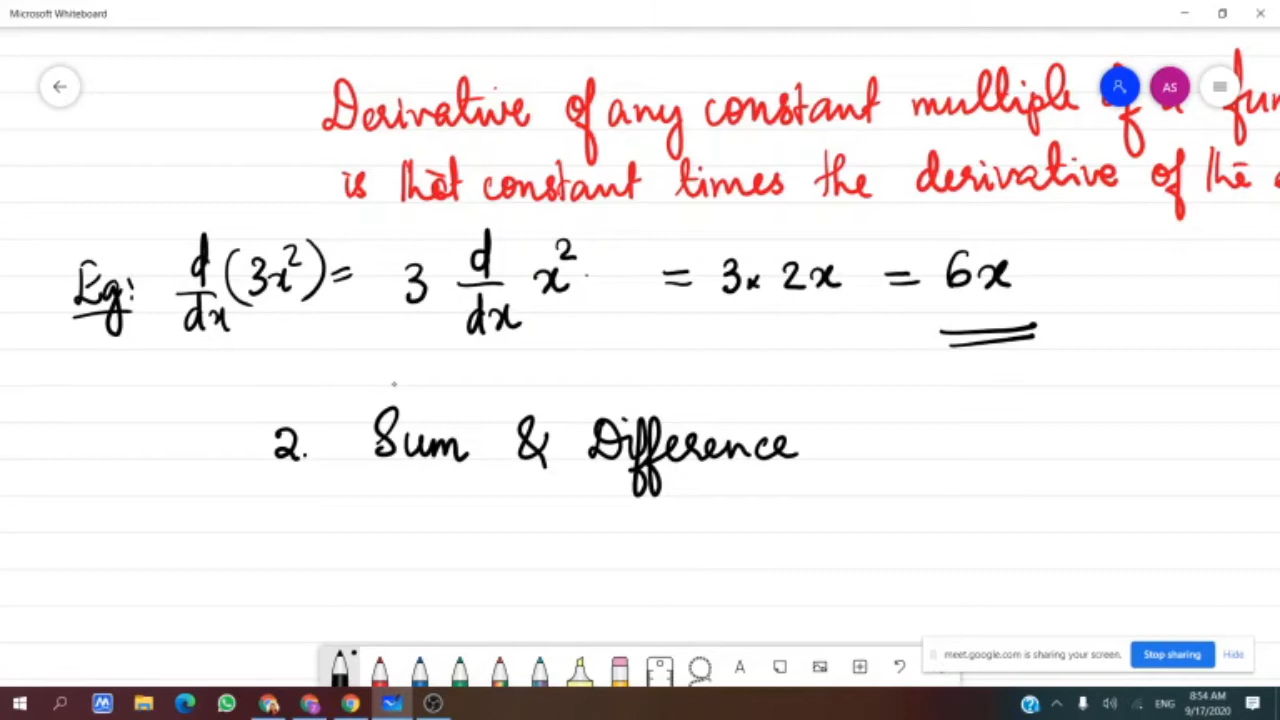 Microsoft Whiteboard
Derivative of any constant multiple of a
is that constant times the derivative of the
AS
Eg: d/dx (3x²) = 3 d/dx x² = 3 × 2x = 6x
2. Sum & Difference
A
meet.google.com is sharing your screen. Stop sharing Hide
ENG
8:54 AM
9/17/2020